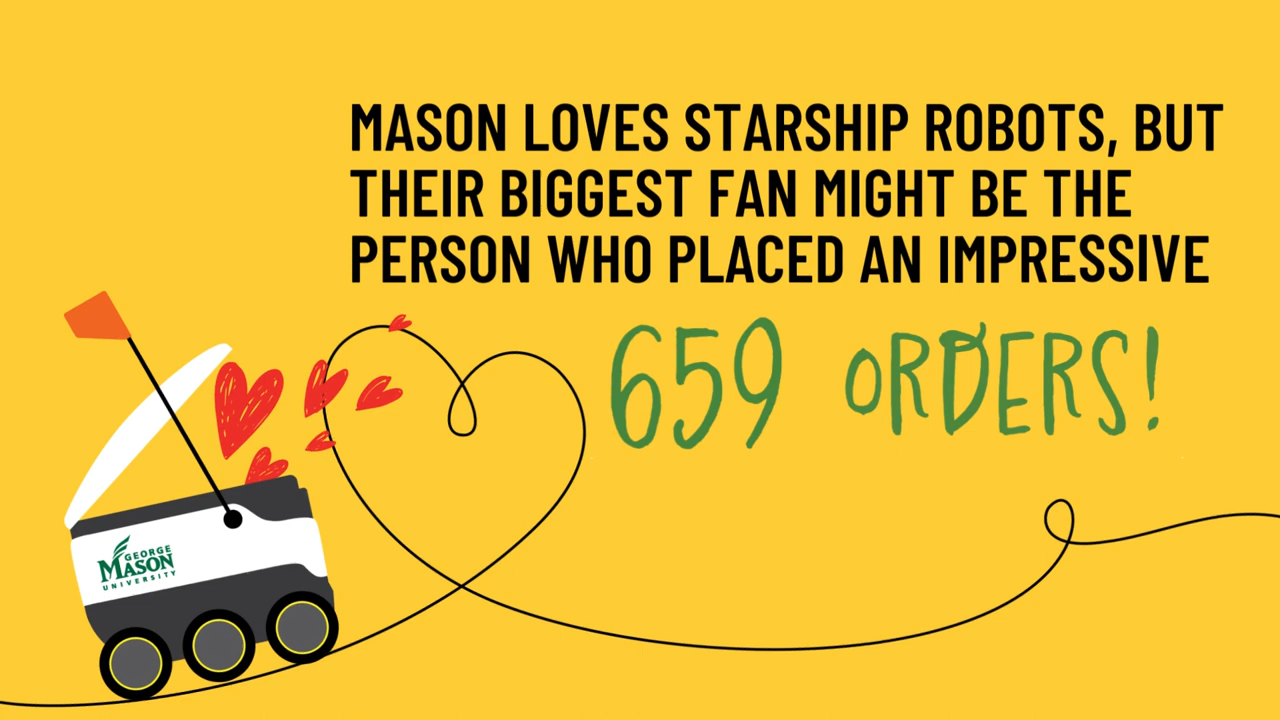 MASON LOVES STARSHIP ROBOTS, BUT
THEIR BIGGEST FAN MIGHT BE THE
PERSON WHO PLACED AN IMPRESSIVE
659 ORDERS!
GEORGE
MASON
UNIVERSITY